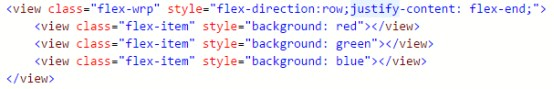 <view class="flex-wrp" style="flex-direction:row;justify-content: flex-end;">
    <view class="flex-item" style="background: red"></view>
    <view class="flex-item" style="background: green"></view>
    <view class="flex-item" style="background: blue"></view>
</view>